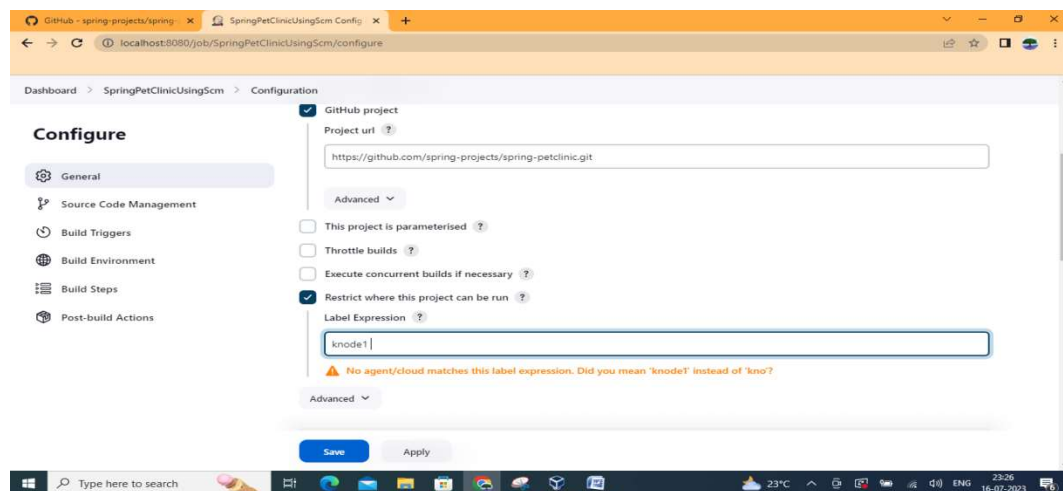 GitHub - spring-projects/spring-
SpringPetClinicUsingScm Config
localhost:8080/job/SpringPetClinicUsingScm/configure
Dashboard > SpringPetClinicUsingScm > Configuration
Configure
General
Source Code Management
Build Triggers
Build Environment
Build Steps
Post-build Actions
GitHub project
Project url ?
https://github.com/spring-projects/spring-petclinic.git
Advanced
This project is parameterised ?
Throttle builds ?
Execute concurrent builds if necessary ?
Restrict where this project can be run ?
Label Expression ?
knode1
No agent/cloud matches this label expression. Did you mean 'knode1' instead of 'kno'?
Advanced
Save Apply
Type here to search
23°C
ENG
23:26
16-07-2023